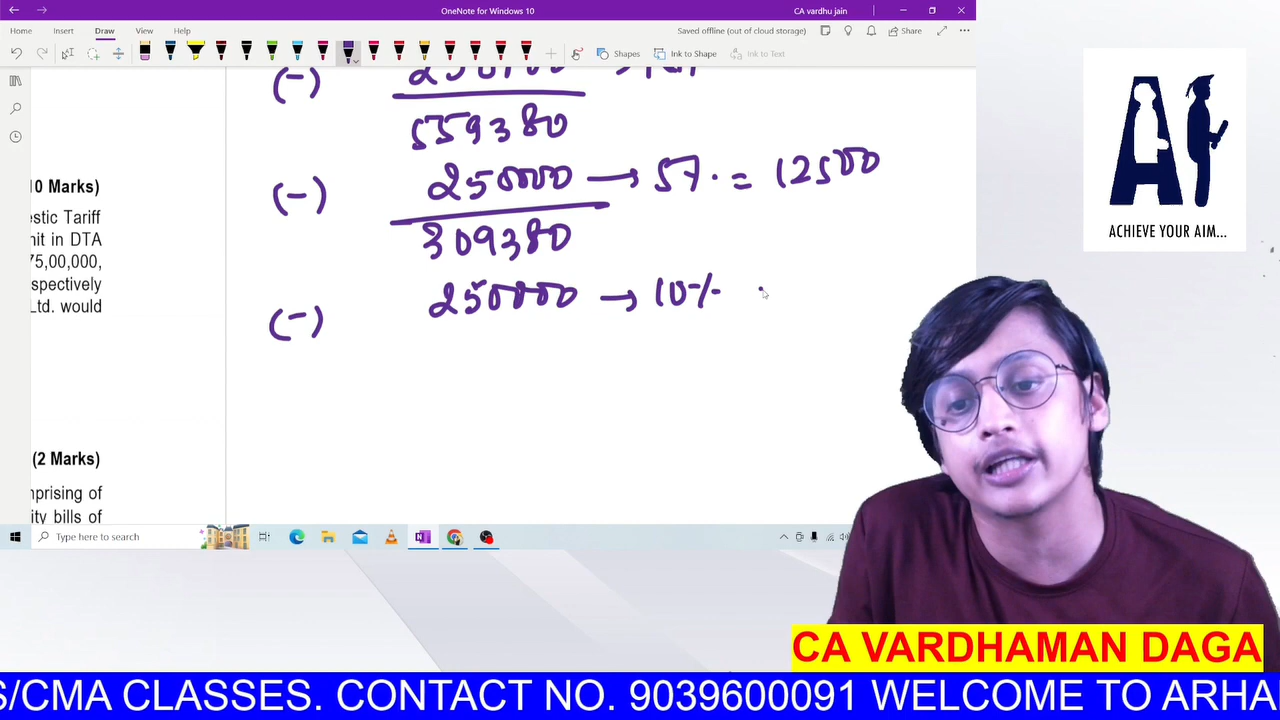 OneNote for Windows 10
CA vardhu jain
Home Insert Draw View Help
Saved offline (out of cloud storage)
Share
Shapes
Ink to Shape
Ink to Text
(-)
559380
(-) 250000 → 5%. = 12500
309380
(-) 250000 → 10%
10 Marks)
estic Tariff
nit in DTA
75,00,000,
spectively
Ltd. would
(2 Marks)
nprising of
ity bills of
ACHIEVE YOUR AIM...
Type here to search
CA VARDHAMAN DAGA
S/CMA CLASSES. CONTACT NO. 9039600091 WELCOME TO ARHA